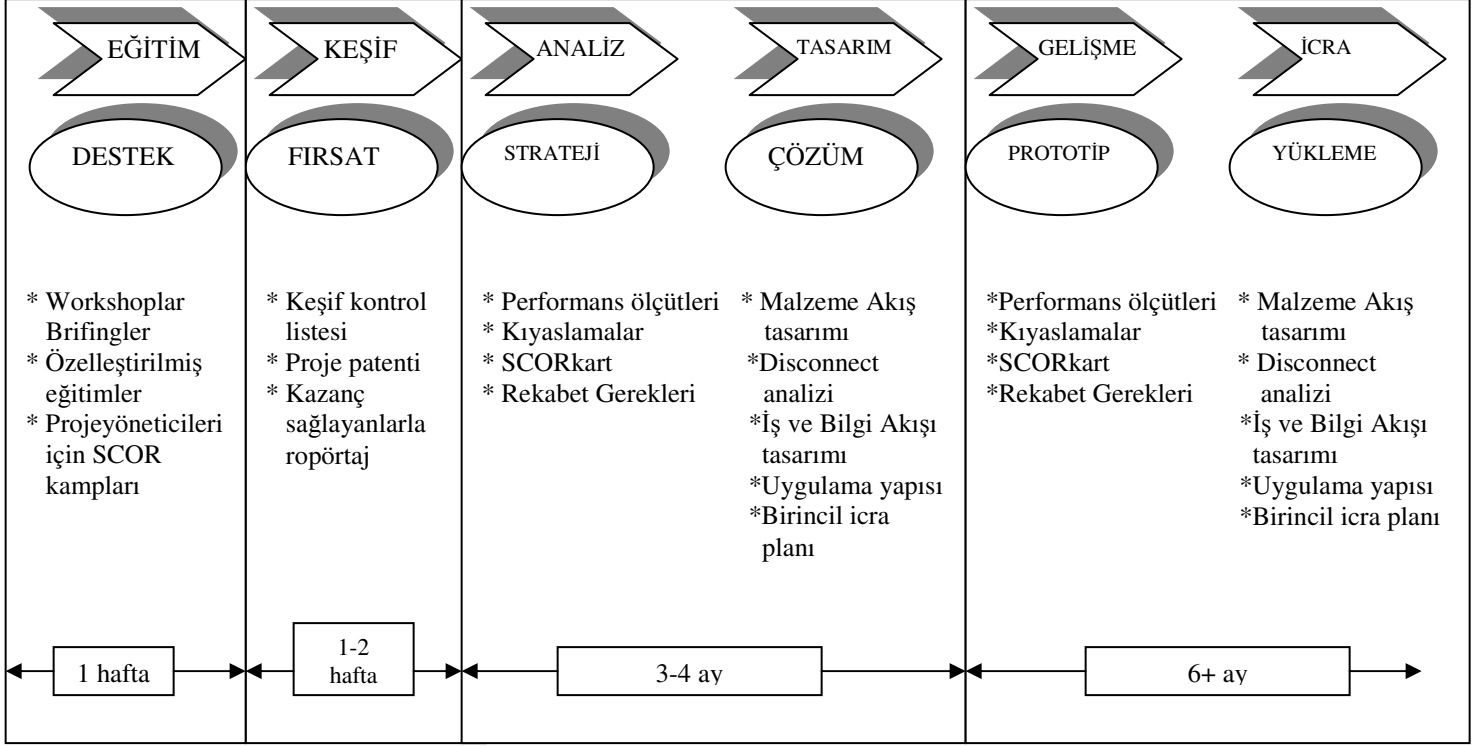 EĞİTİM
KEŞİF
ANALİZ
TASARIM
GELİŞME
İCRA
DESTEK
FIRSAT
STRATEJİ
ÇÖZÜM
PROTOTİP
YÜKLEME
* Workshoplar
Brifingler
* Özelleştirilmiş
eğitimler
* Projeyöneticileri
için SCOR
kampları
* Keşif kontrol
listesi
* Proje patenti
* Kazanç
sağlayanlarla
ropörtaj
* Performans ölçütleri
* Kıyaslamalar
* SCORkart
* Rekabet Gerekleri
* Malzeme Akış
tasarımı
*Disconnect
analizi
*İş ve Bilgi Akışı
tasarımı
*Uygulama yapısı
*Birincil icra
planı
*Performans ölçütleri
*Kıyaslamalar
*SCORkart
*Rekabet Gerekleri
* Malzeme Akış
tasarımı
* Disconnect
analizi
*İş ve Bilgi Akışı
tasarımı
*Uygulama yapısı
*Birincil icra planı
1 hafta
1-2
hafta
3-4 ay
6+ ay